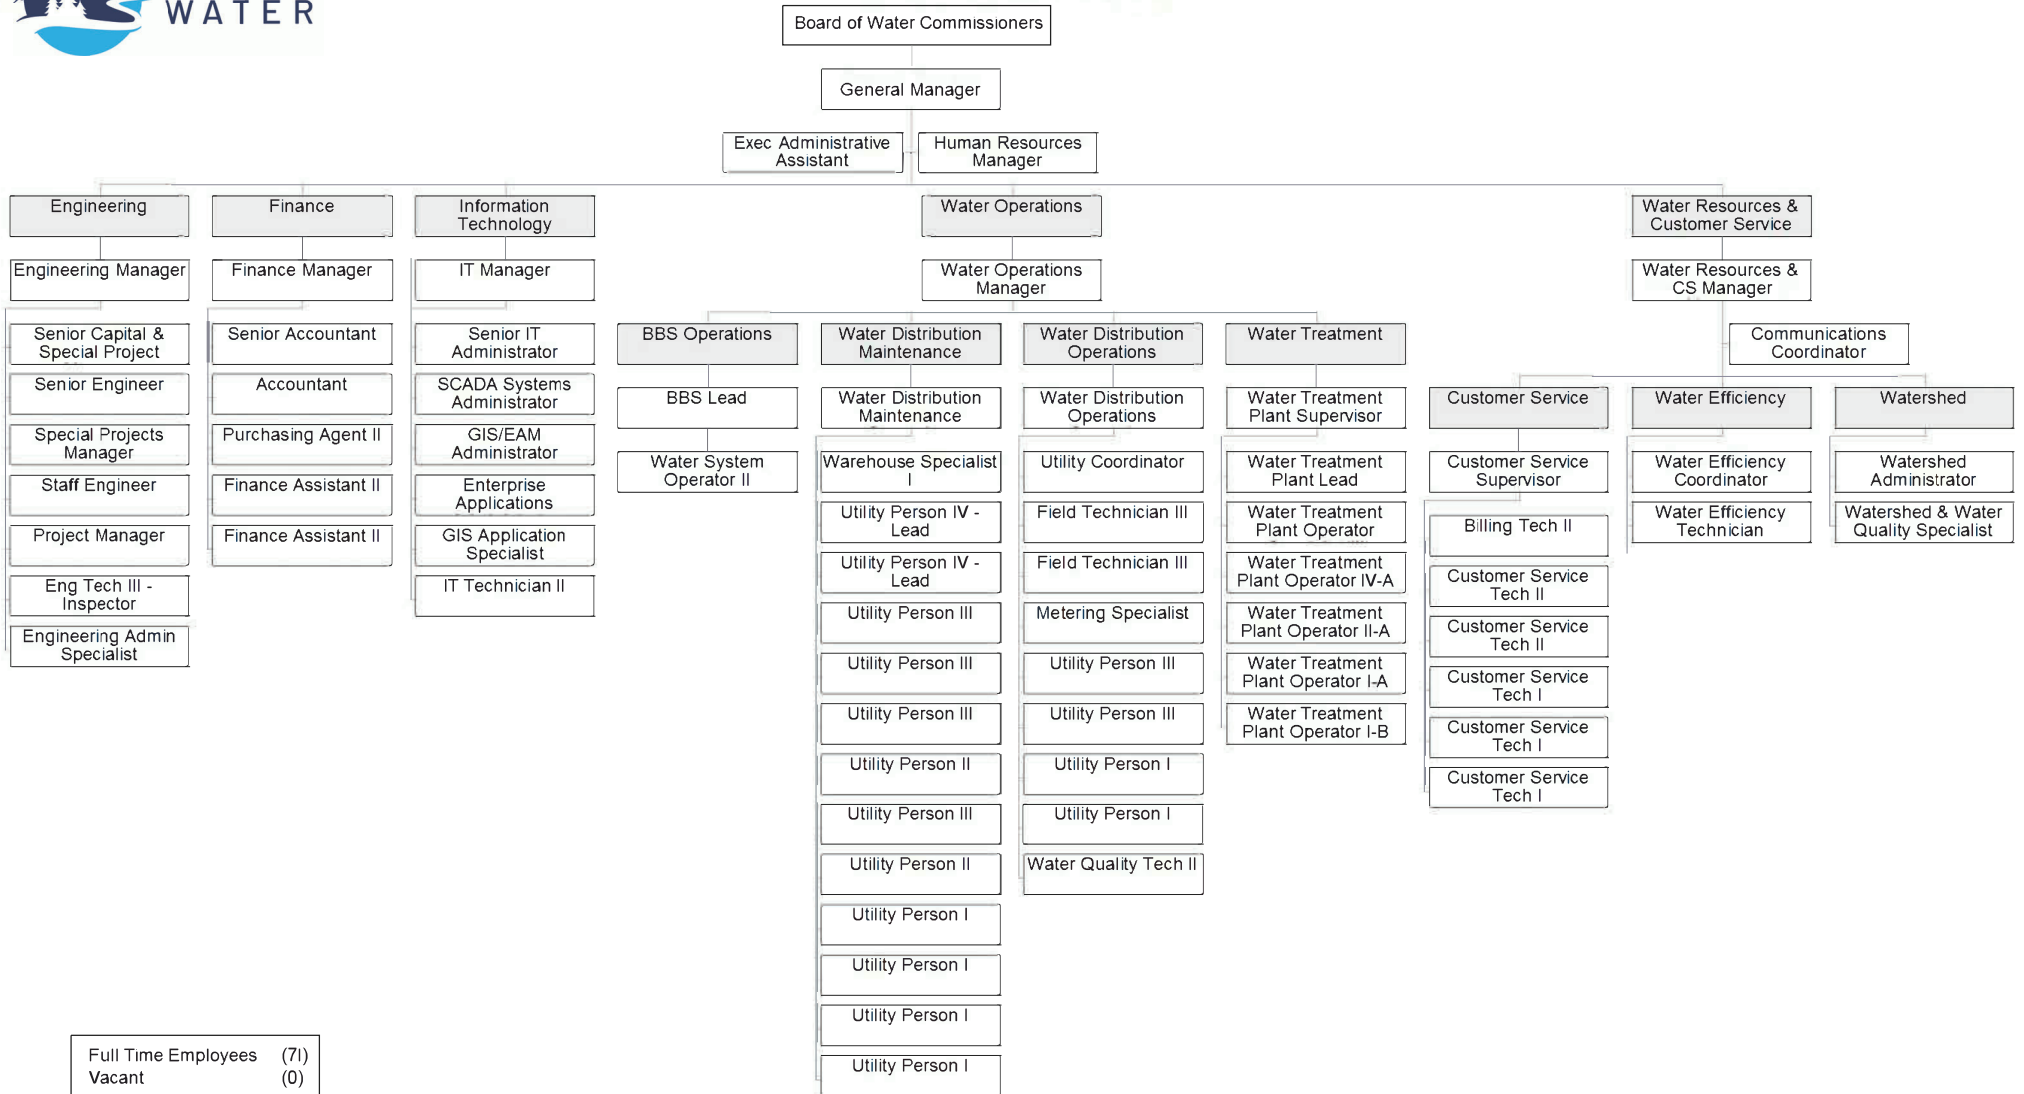 WATER
Board of Water Commissioners
General Manager
Exec Administrative
Assistant
Human Resources
Manager
Engineering
Engineering Manager
Senior Capital &
Special Project
Senior Engineer
Special Projects
Manager
Staff Engineer
Project Manager
Eng Tech III -
Inspector
Engineering Admin
Specialist
Finance
Finance Manager
Senior Accountant
Accountant
Purchasing Agent II
Finance Assistant II
Finance Assistant II
Information
Technology
IT Manager
Senior IT
Administrator
SCADA Systems
Administrator
GIS/EAM
Administrator
Enterprise
Applications
GIS Application
Specialist
IT Technician II
Water Operations
Water Operations
Manager
BBS Operations
BBS Lead
Water System
Operator II
Water Distribution
Maintenance
Water Distribution
Maintenance
Warehouse Specialist
I
Utility Person IV -
Lead
Utility Person IV -
Lead
Utility Person III
Utility Person III
Utility Person III
Utility Person II
Utility Person III
Utility Person II
Utility Person I
Utility Person I
Utility Person I
Utility Person I
Water Distribution
Operations
Water Distribution
Operations
Utility Coordinator
Field Technician III
Field Technician III
Metering Specialist
Utility Person III
Utility Person III
Utility Person I
Utility Person I
Water Quality Tech II
Water Treatment
Water Treatment
Plant Supervisor
Water Treatment
Plant Lead
Water Treatment
Plant Operator
Water Treatment
Plant Operator IV-A
Water Treatment
Plant Operator II-A
Water Treatment
Plant Operator I-A
Water Treatment
Plant Operator I-B
Water Resources &
Customer Service
Water Resources &
CS Manager
Communications
Coordinator
Customer Service
Customer Service
Supervisor
Billing Tech II
Customer Service
Tech II
Customer Service
Tech II
Customer Service
Tech I
Customer Service
Tech I
Customer Service
Tech I
Water Efficiency
Water Efficiency
Coordinator
Water Efficiency
Technician
Watershed
Watershed
Administrator
Watershed & Water
Quality Specialist
Full Time Employees (7l)
Vacant (0)